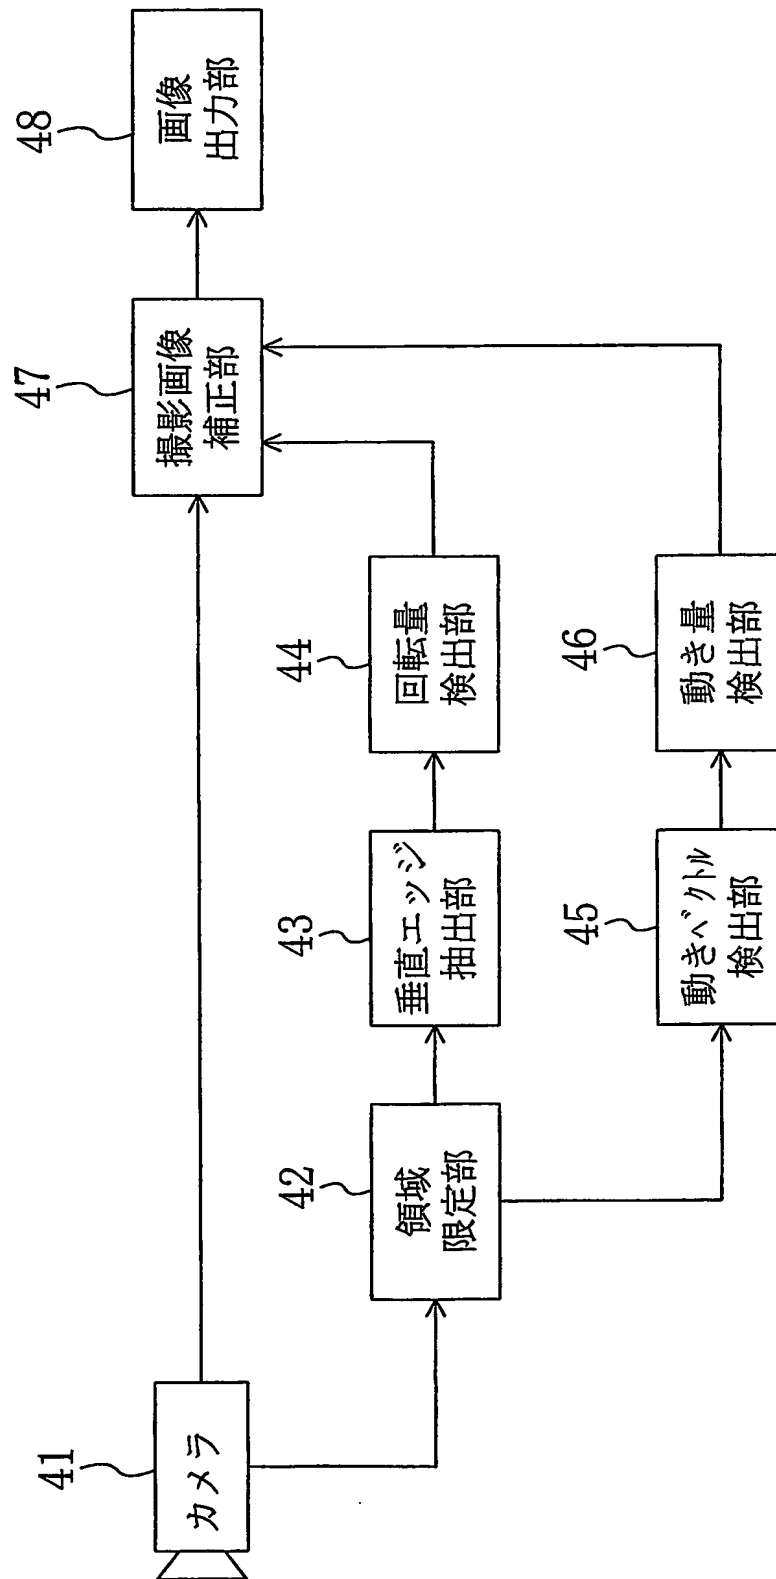 41
カメラ
47
撮影画像
補正部
48
画像
出力部
42
領域
限定部
43
垂直エッジ
抽出部
44
回転量
検出部
45
動きベクトル
検出部
46
動き量
検出部